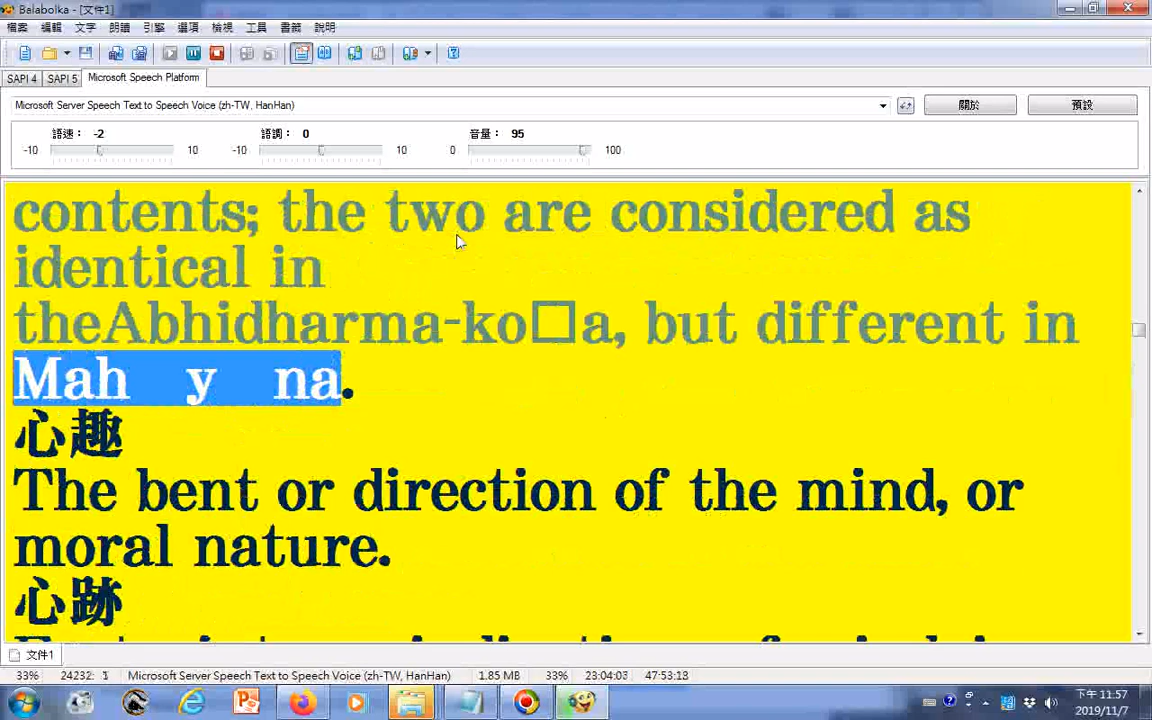 Balabolka - [文件1]
檔案 編輯 文字 朗讀 引擎 選項 檢視 工具 書籤 說明
SAPI 4 SAPI 5 Microsoft Speech Platform
Microsoft Server Speech Text to Speech Voice (zh-TW, HanHan) 關於 預設
語速： -2 語調： 0 音量： 95
-10 10 -10 10 0 100
contents; the two are considered as
identical in
theAbhidharma-ko□a, but different in
Mah y na.
心趣
The bent or direction of the mind, or
moral nature.
心跡
文件1
33% 24232: 1 Microsoft Server Speech Text to Speech Voice (zh-TW, HanHan) 1.85 MB 33% 23:04:03 47:53:18
下午 11:57
2019/11/7